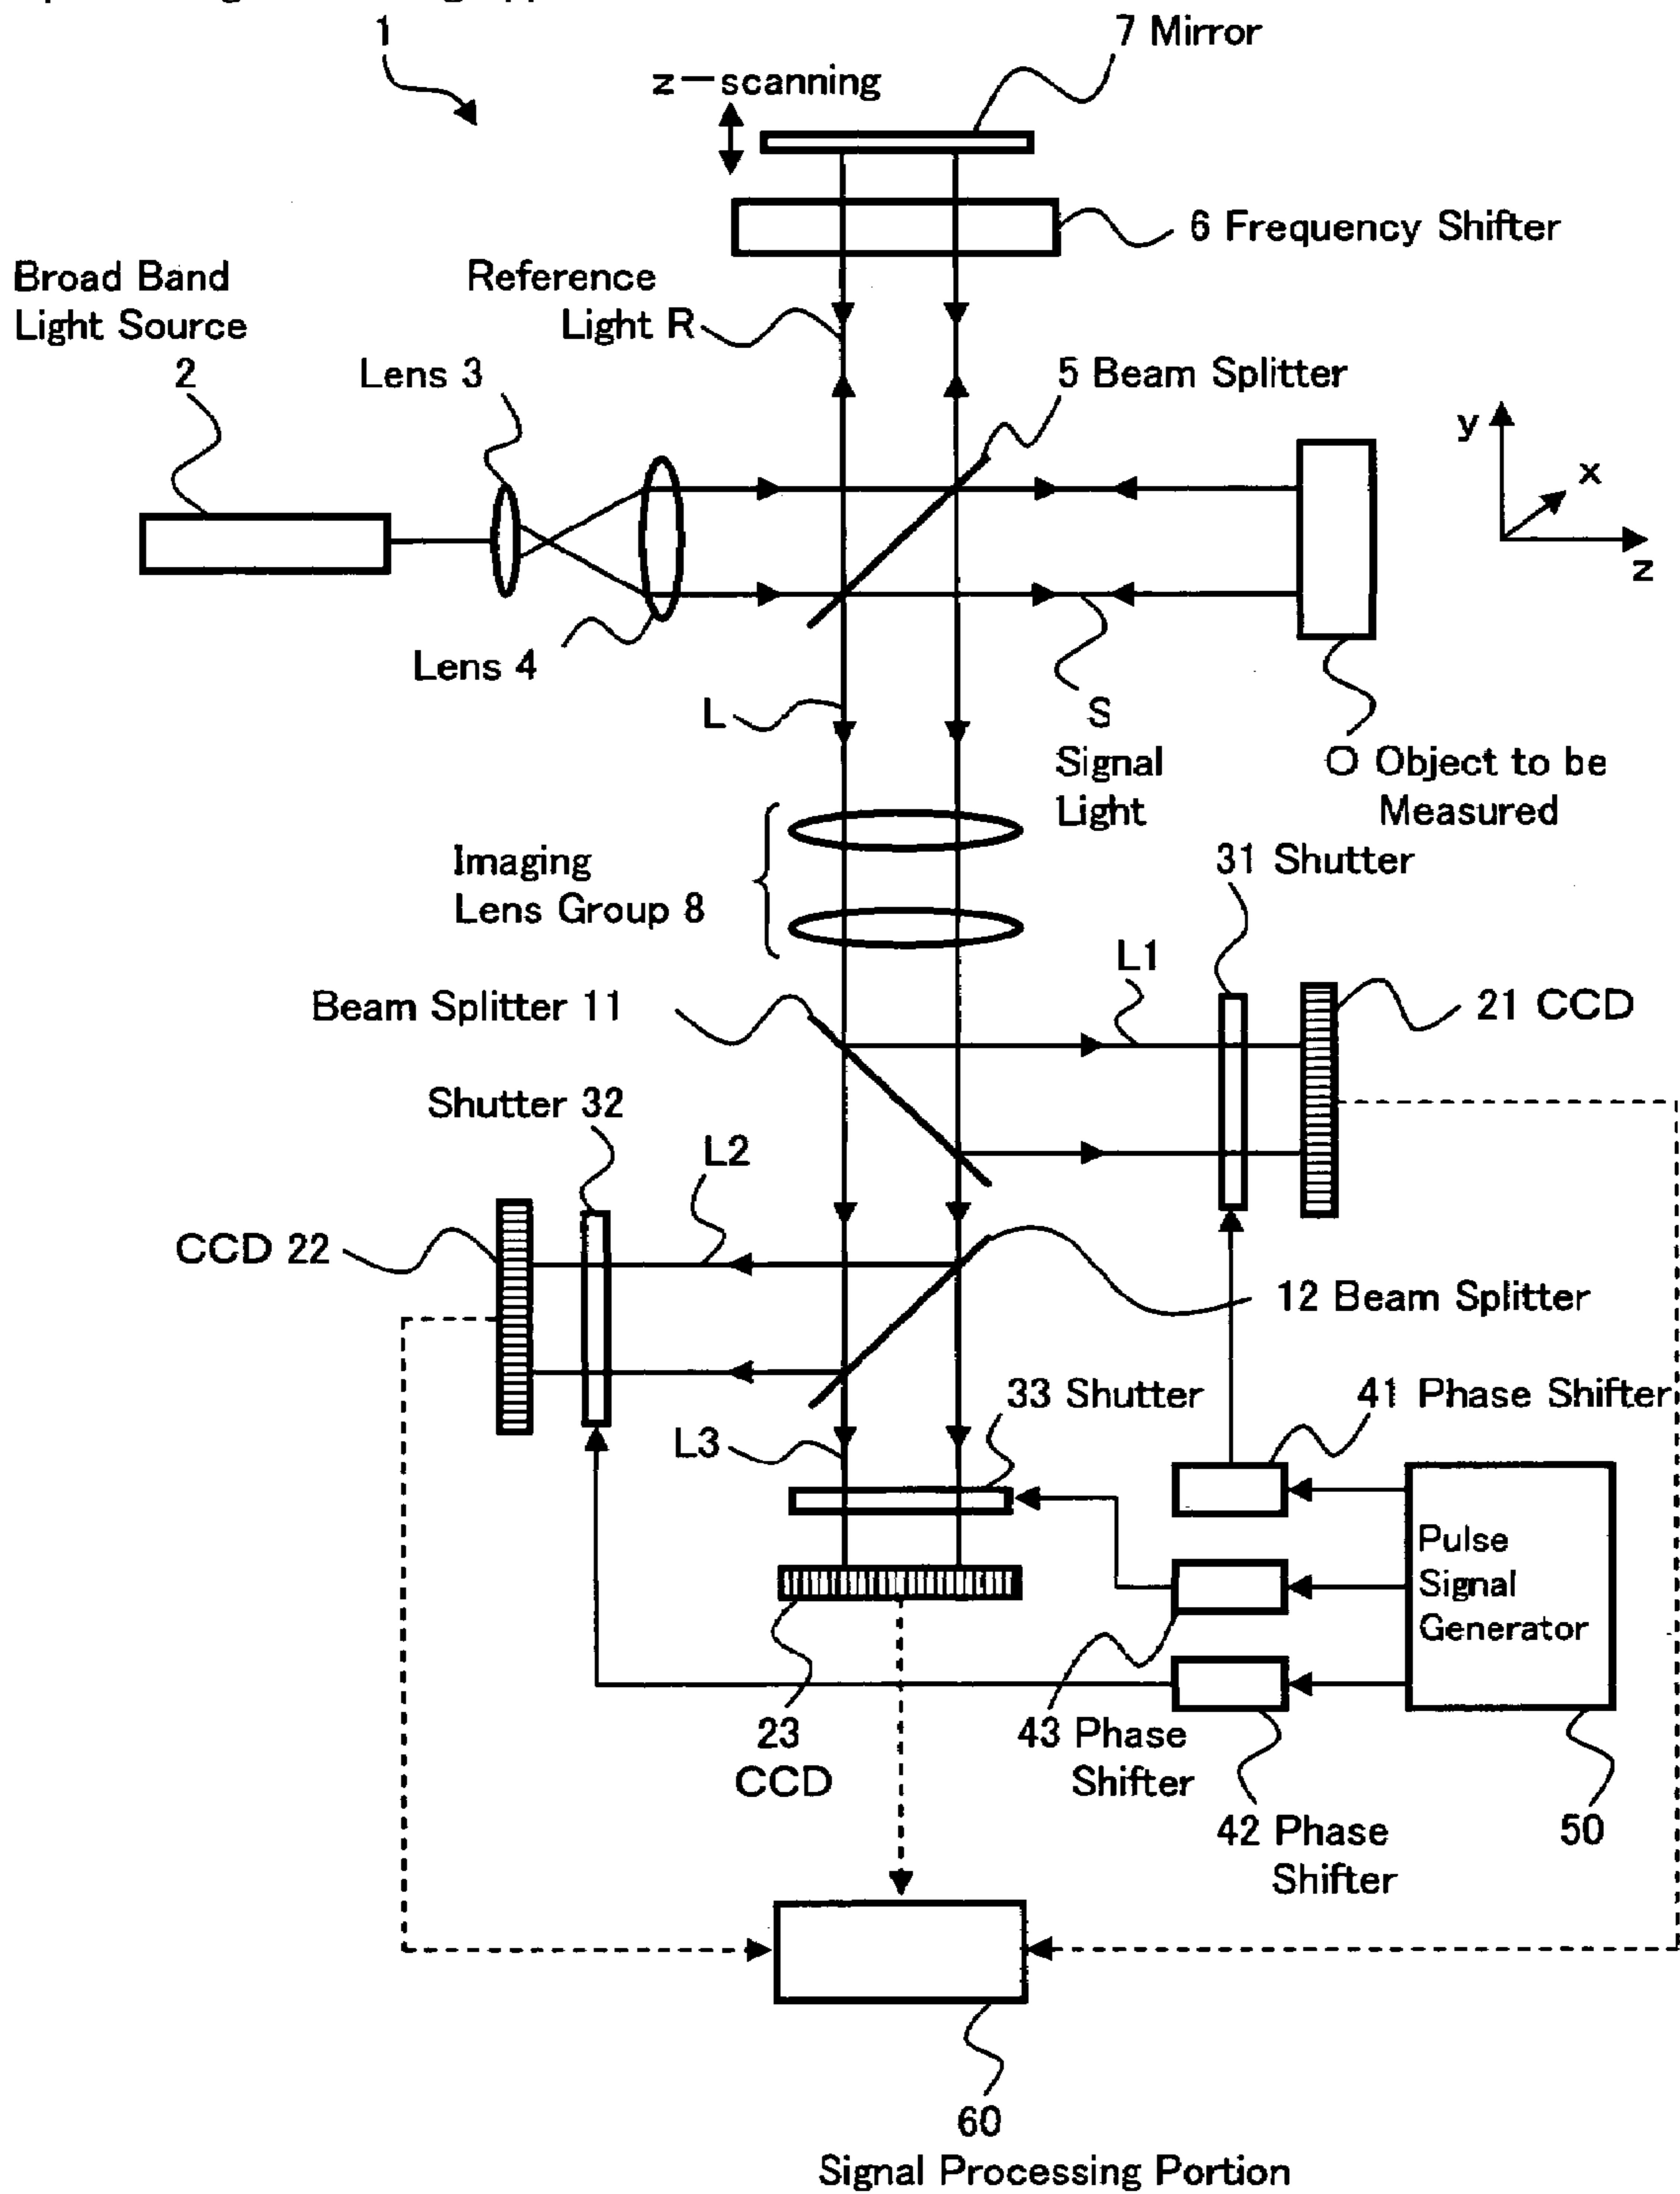 1
7 Mirror
z-scanning
6 Frequency Shifter
Broad Band
Light Source
2
Reference
Light R
Lens 3
5 Beam Splitter
y
x
z
Lens 4
L
S
Signal
Light
O Object to be
Measured
Imaging
Lens Group 8
31 Shutter
L1
Beam Splitter 11
21 CCD
Shutter 32
L2
CCD 22
12 Beam Splitter
33 Shutter
41 Phase Shifter
L3
Pulse
Signal
Generator
23
CCD
43 Phase
Shifter
42 Phase
Shifter
50
60
Signal Processing Portion